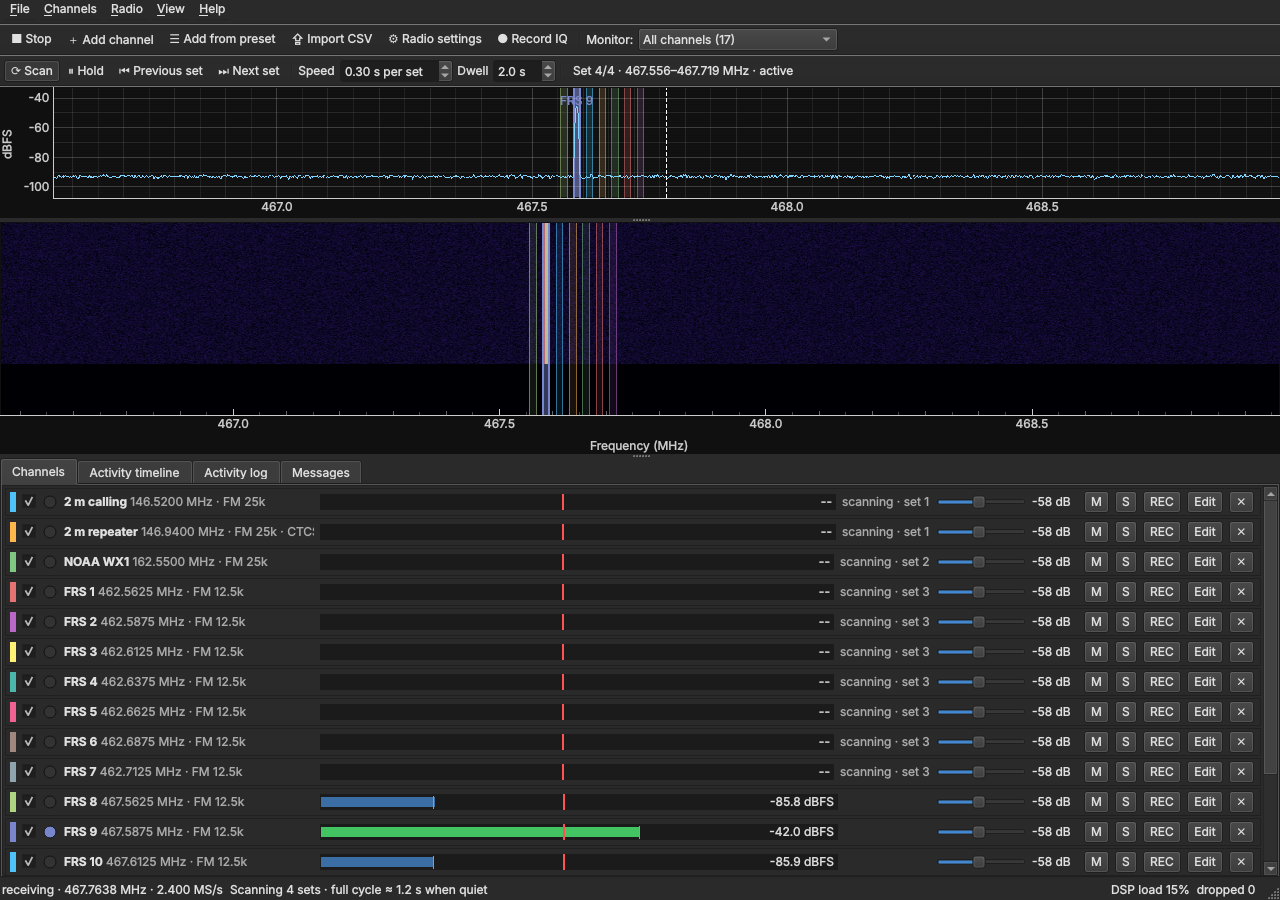 File Channels Radio View Help
Stop + Add channel Add from preset Import CSV Radio settings Record IQ Monitor: All channels (17)
Scan Hold Previous set Next set Speed 0.30 s per set Dwell 2.0 s Set 4/4 · 467.556–467.719 MHz · active
FRS 9
dBFS
-40
-60
-80
-100
467.0 467.5 468.0 468.5
467.0 467.5 468.0 468.5
Frequency (MHz)
Channels Activity timeline Activity log Messages
2 m calling 146.5200 MHz · FM 25k -- scanning · set 1 -58 dB M S REC Edit ×
2 m repeater 146.9400 MHz · FM 25k · CTCS -- scanning · set 1 -58 dB M S REC Edit ×
NOAA WX1 162.5500 MHz · FM 25k -- scanning · set 2 -58 dB M S REC Edit ×
FRS 1 462.5625 MHz · FM 12.5k -- scanning · set 3 -58 dB M S REC Edit ×
FRS 2 462.5875 MHz · FM 12.5k -- scanning · set 3 -58 dB M S REC Edit ×
FRS 3 462.6125 MHz · FM 12.5k -- scanning · set 3 -58 dB M S REC Edit ×
FRS 4 462.6375 MHz · FM 12.5k -- scanning · set 3 -58 dB M S REC Edit ×
FRS 5 462.6625 MHz · FM 12.5k -- scanning · set 3 -58 dB M S REC Edit ×
FRS 6 462.6875 MHz · FM 12.5k -- scanning · set 3 -58 dB M S REC Edit ×
FRS 7 462.7125 MHz · FM 12.5k -- scanning · set 3 -58 dB M S REC Edit ×
FRS 8 467.5625 MHz · FM 12.5k -85.8 dBFS -58 dB M S REC Edit ×
FRS 9 467.5875 MHz · FM 12.5k -42.0 dBFS -58 dB M S REC Edit ×
FRS 10 467.6125 MHz · FM 12.5k -85.9 dBFS -58 dB M S REC Edit ×
receiving · 467.7638 MHz · 2.400 MS/s Scanning 4 sets · full cycle ≈ 1.2 s when quiet DSP load 15% dropped 0